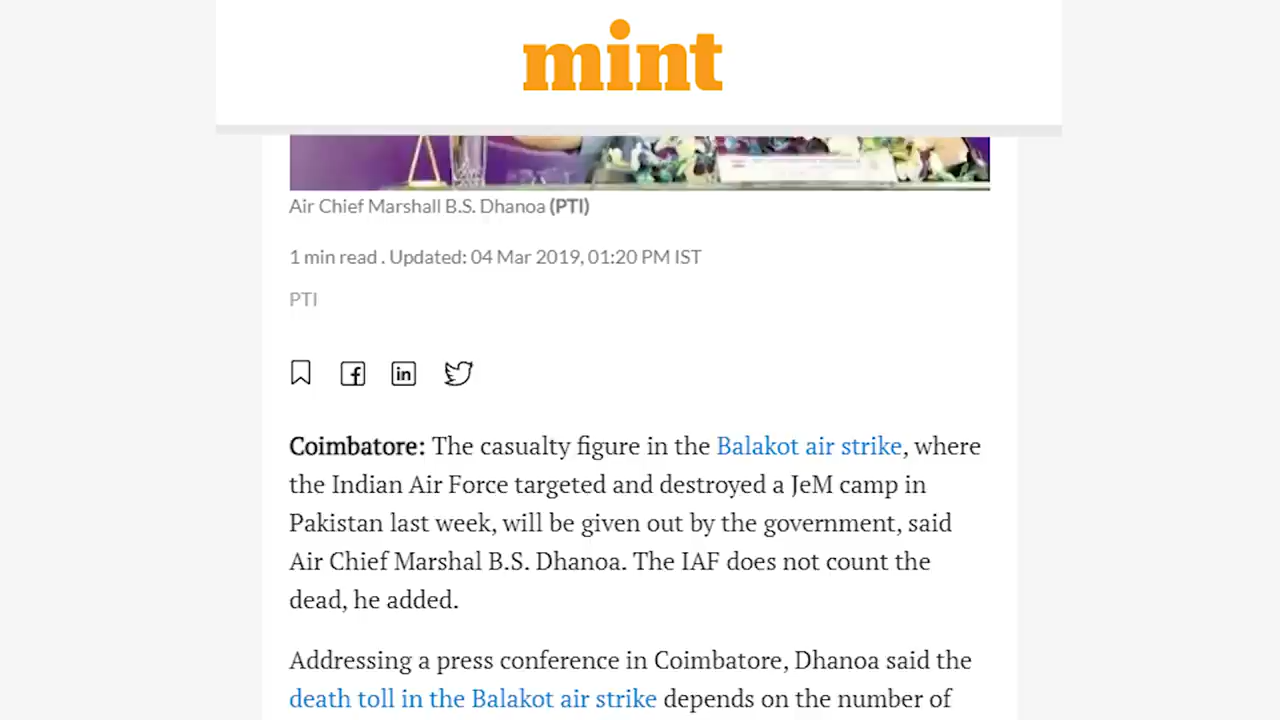 mint
Air Chief Marshall B.S. Dhanoa (PTI)
1 min read . Updated: 04 Mar 2019, 01:20 PM IST
PTI
in
Coimbatore: The casualty figure in the Balakot air strike, where
the Indian Air Force targeted and destroyed a JeM camp in
Pakistan last week, will be given out by the government, said
Air Chief Marshal B.S. Dhanoa. The IAF does not count the
dead, he added.
Addressing a press conference in Coimbatore, Dhanoa said the
death toll in the Balakot air strike depends on the number of